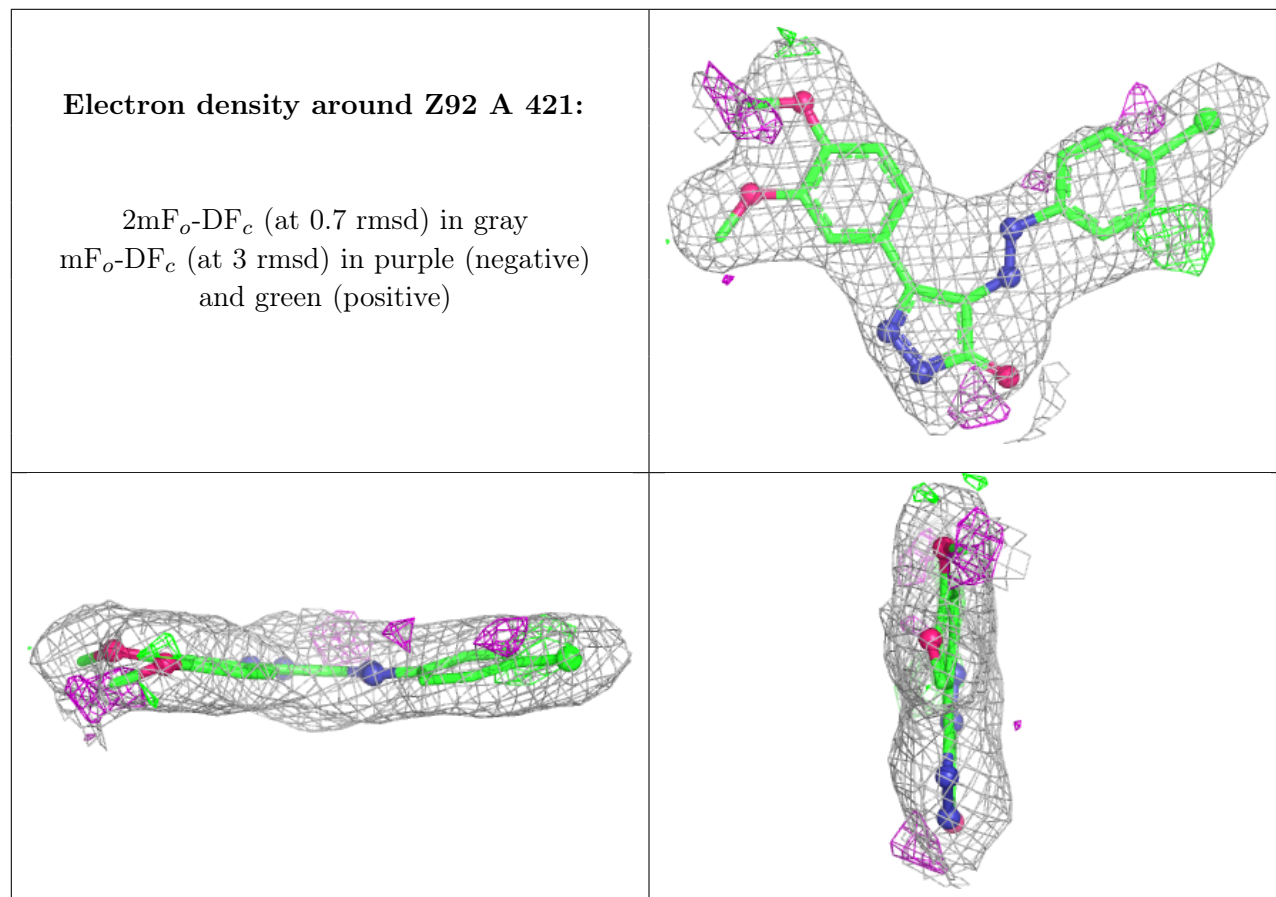 Electron density around Z92 A 421:
2mFo-DFc (at 0.7 rmsd) in gray
mFo-DFc (at 3 rmsd) in purple (negative)
and green (positive)